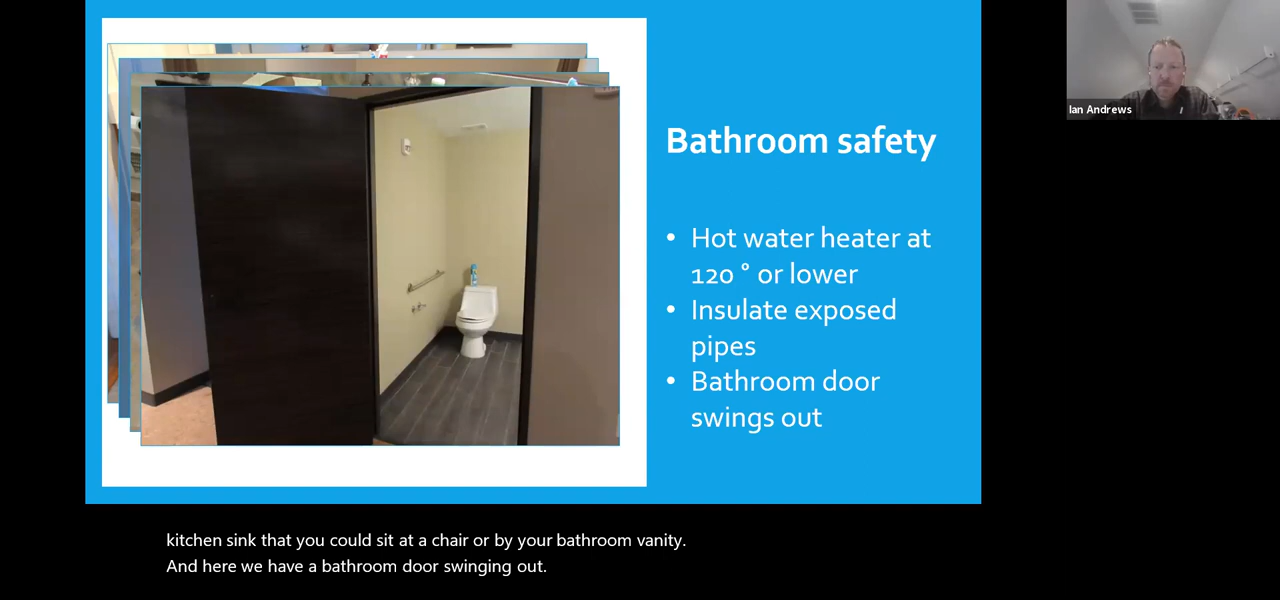 Bathroom safety
• Hot water heater at
120 ° or lower
• Insulate exposed
pipes
• Bathroom door
swings out
Ian Andrews
kitchen sink that you could sit at a chair or by your bathroom vanity.
And here we have a bathroom door swinging out.